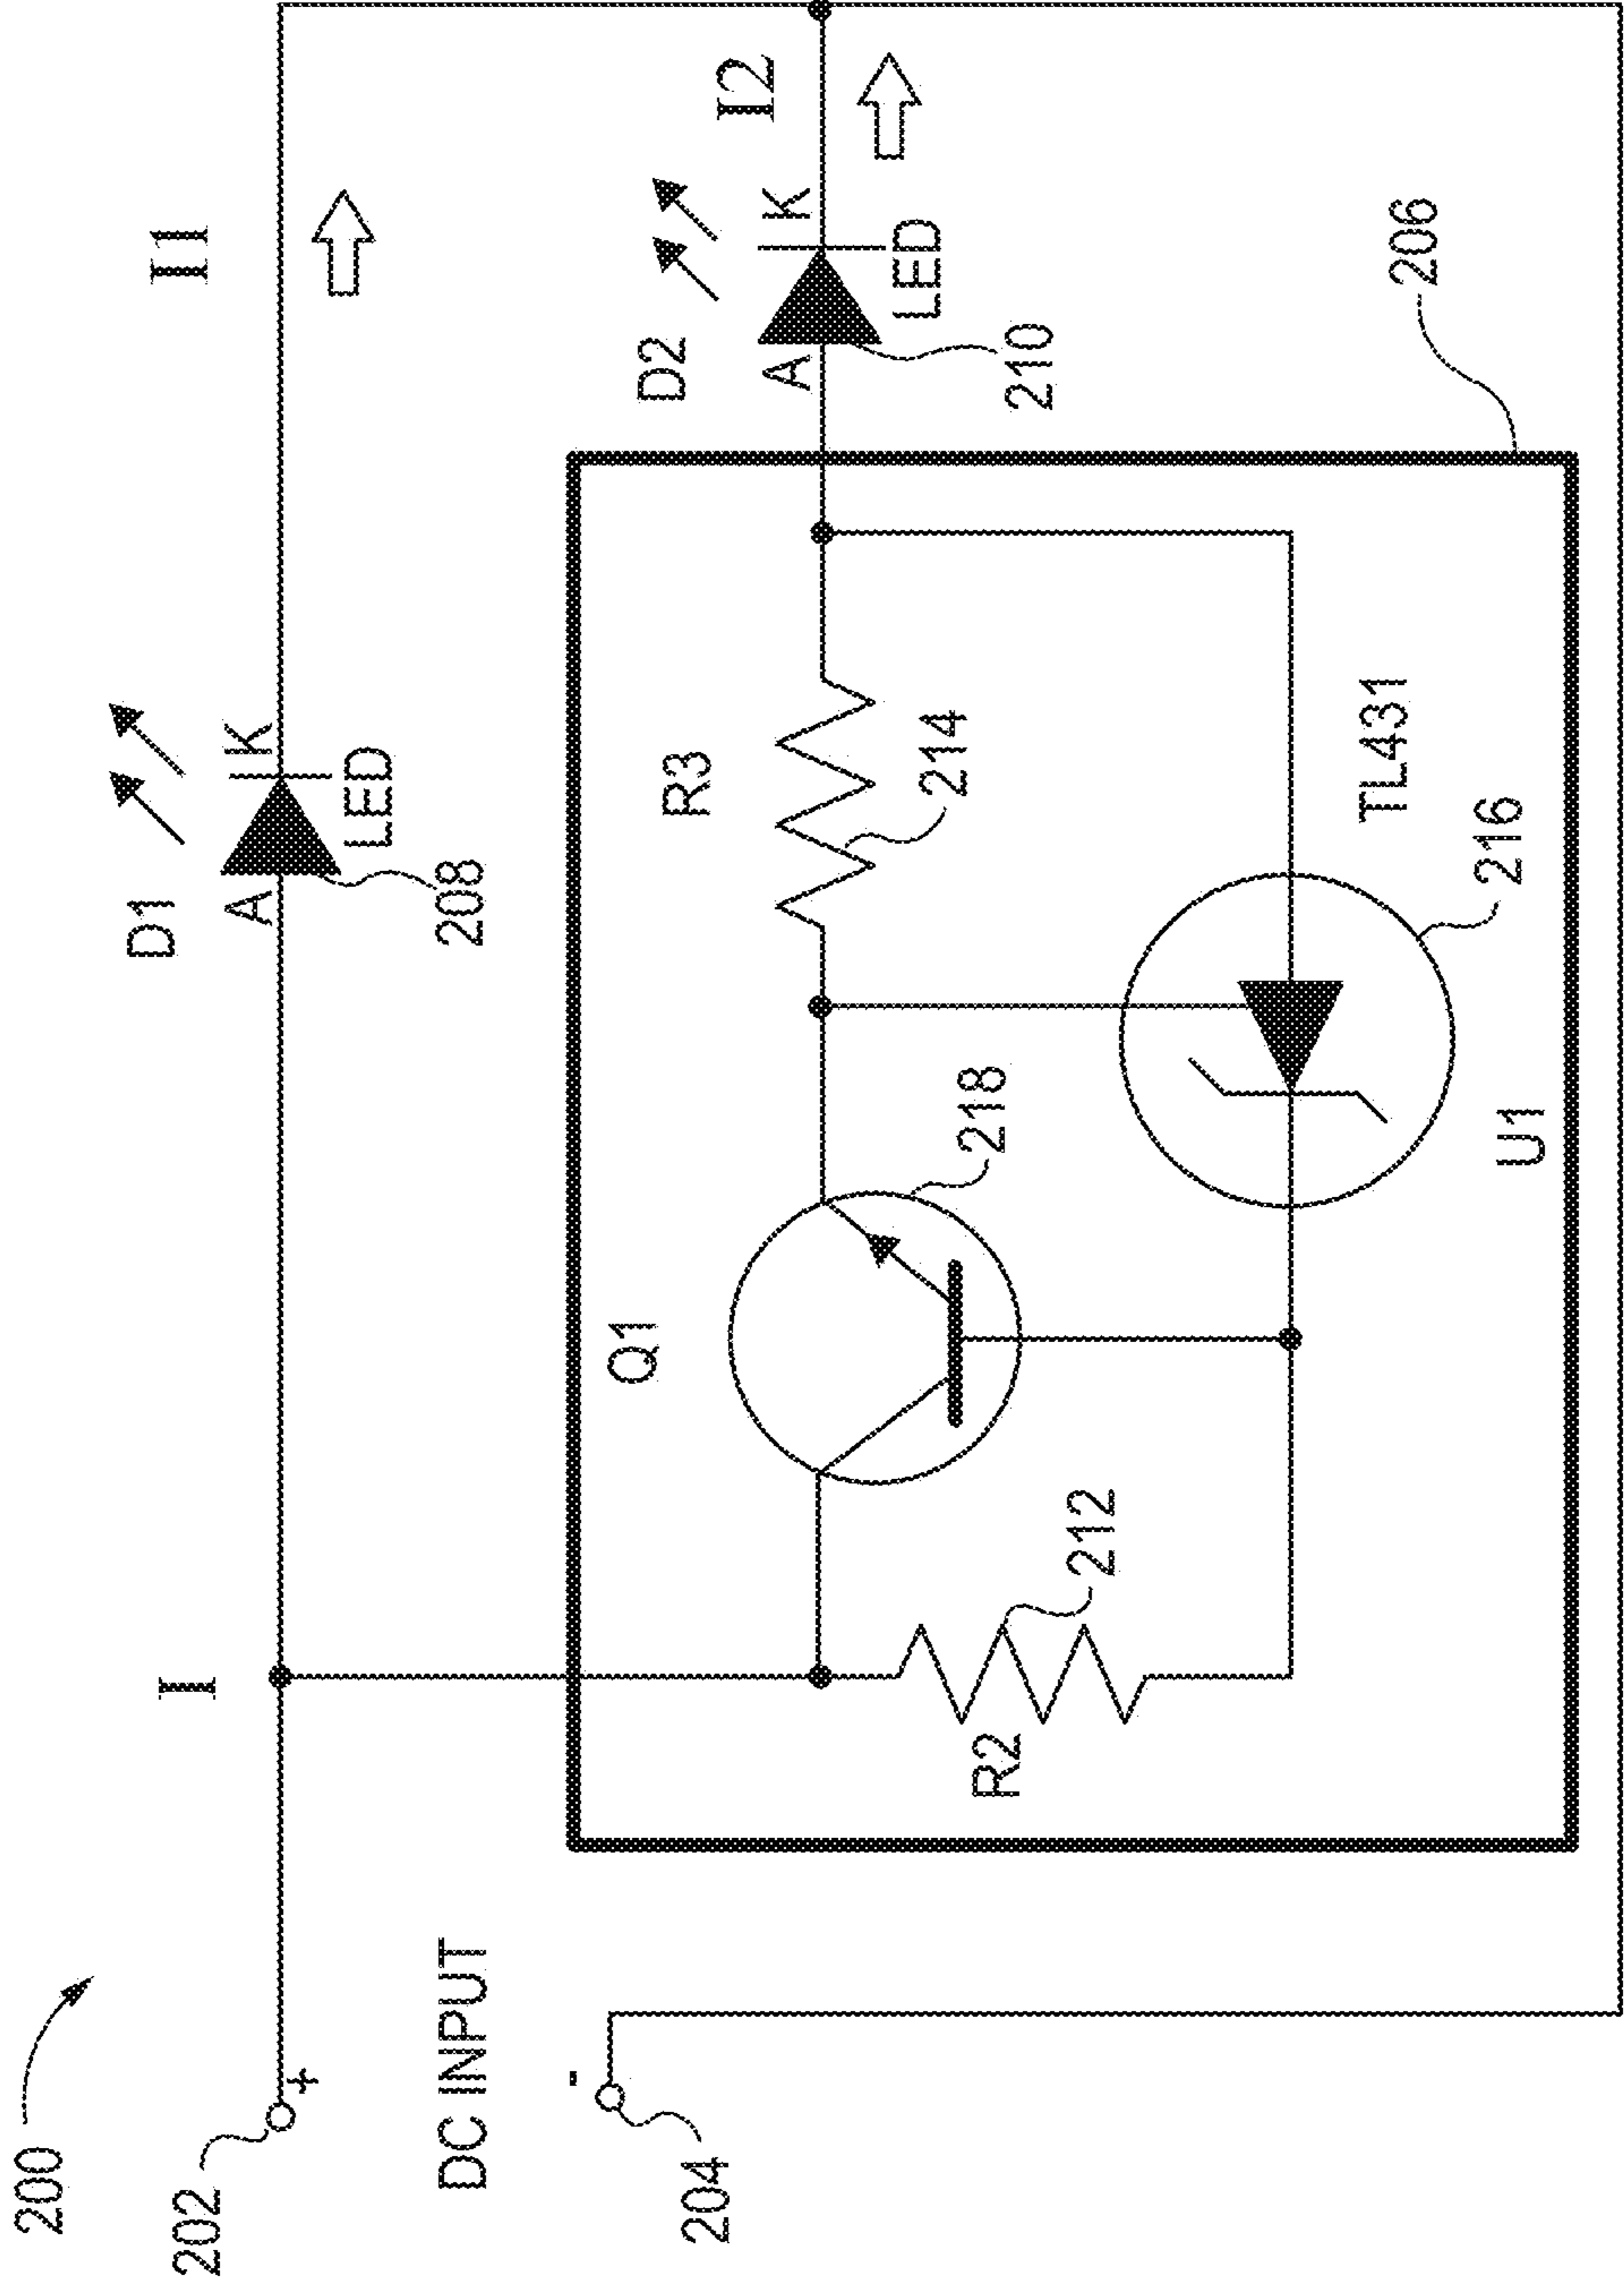 200
202
+
I
D1
A
K
LED
208
I1
DC INPUT
-
204
Q1
218
R3
214
D2
A
K
LED
210
I2
R2
212
U1
216
TL431
206